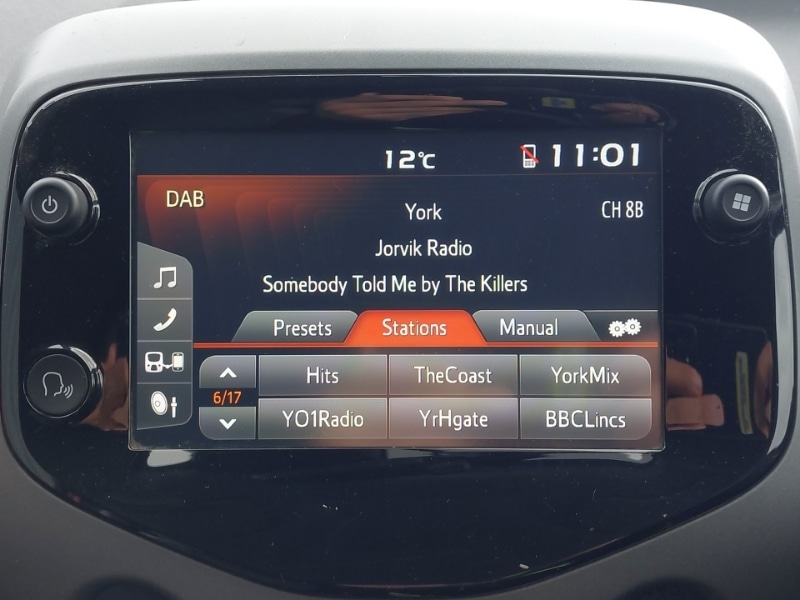 12°C 11:01
DAB
York CH 8B
Jorvik Radio
Somebody Told Me by The Killers
Presets Stations Manual
Hits TheCoast YorkMix
6/17
YO1Radio YrHgate BBCLincs